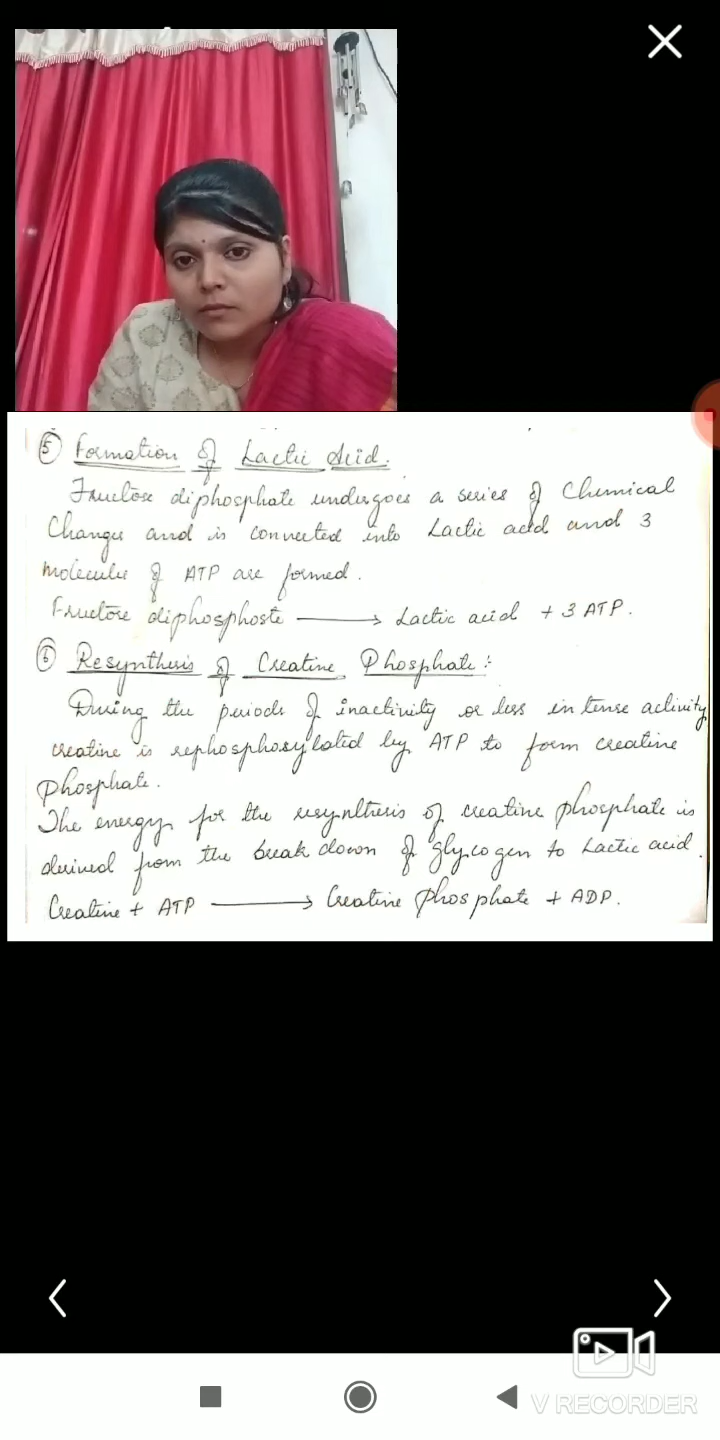 ⑤ Formation of Lactic Acid.
Fructose diphosphate undergoes a series of Chemical
Changes and is converted into Lactic acid and 3
molecules of ATP are formed.
Fructose diphosphoste ⟶ Lactic acid + 3 ATP.
⑥ Resynthesis of Creatine Phosphate :-
During the periods of inactivity or less intense activity
creatine is rephosphosylated by ATP to form creatine
Phosphate.
The energy for the resynthesis of creatine phosphate is
derived from the break down of glycogen to Lactic acid.
Creatine + ATP ⟶ Creatine Phosphate + ADP.
V RECORDER